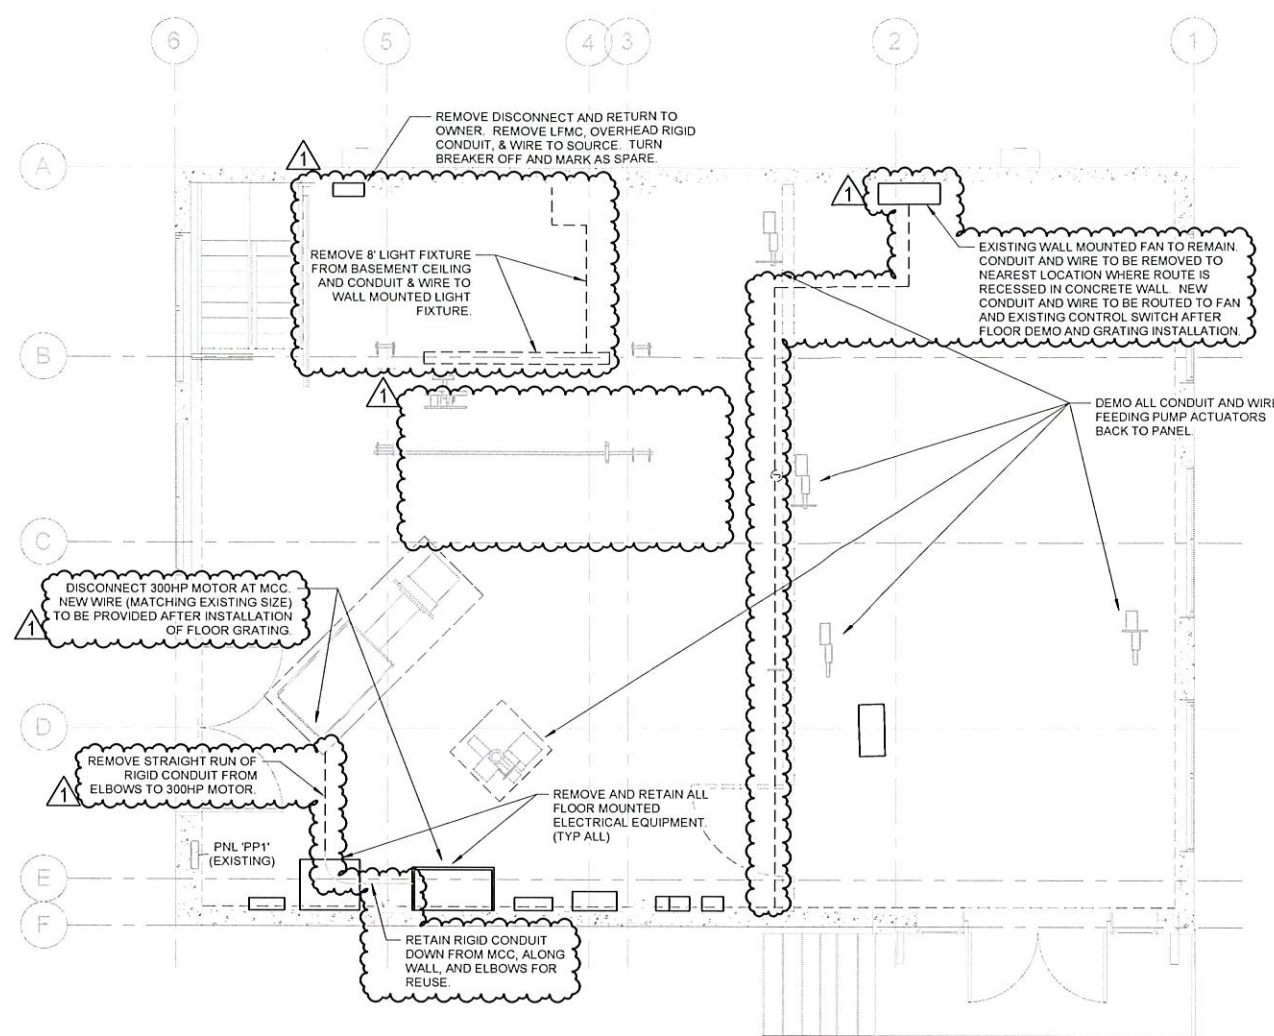 6
5
4
3
2
1
REMOVE DISCONNECT AND RETURN TO
OWNER. REMOVE LFMC, OVERHEAD RIGID
CONDUIT, & WIRE TO SOURCE. TURN
BREAKER OFF AND MARK AS SPARE.
A
1
1
REMOVE 8' LIGHT FIXTURE
FROM BASEMENT CEILING
AND CONDUIT & WIRE TO
WALL MOUNTED LIGHT
FIXTURE.
EXISTING WALL MOUNTED FAN TO REMAIN.
CONDUIT AND WIRE TO BE REMOVED TO
NEAREST LOCATION WHERE ROUTE IS
RECESSED IN CONCRETE WALL. NEW
CONDUIT AND WIRE TO BE ROUTED TO FAN
AND EXISTING CONTROL SWITCH AFTER
FLOOR DEMO AND GRATING INSTALLATION.
B
1
DEMO ALL CONDUIT AND WIRE
FEEDING PUMP ACTUATORS
BACK TO PANEL.
C
DISCONNECT 300HP MOTOR AT MCC.
NEW WIRE (MATCHING EXISTING SIZE)
TO BE PROVIDED AFTER INSTALLATION
OF FLOOR GRATING.
1
D
REMOVE STRAIGHT RUN OF
RIGID CONDUIT FROM
ELBOWS TO 300HP MOTOR.
1
REMOVE AND RETAIN ALL
FLOOR MOUNTED
ELECTRICAL EQUIPMENT.
(TYP ALL)
PNL 'PP1'
(EXISTING)
E
F
RETAIN RIGID CONDUIT
DOWN FROM MCC, ALONG
WALL, AND ELBOWS FOR
REUSE.